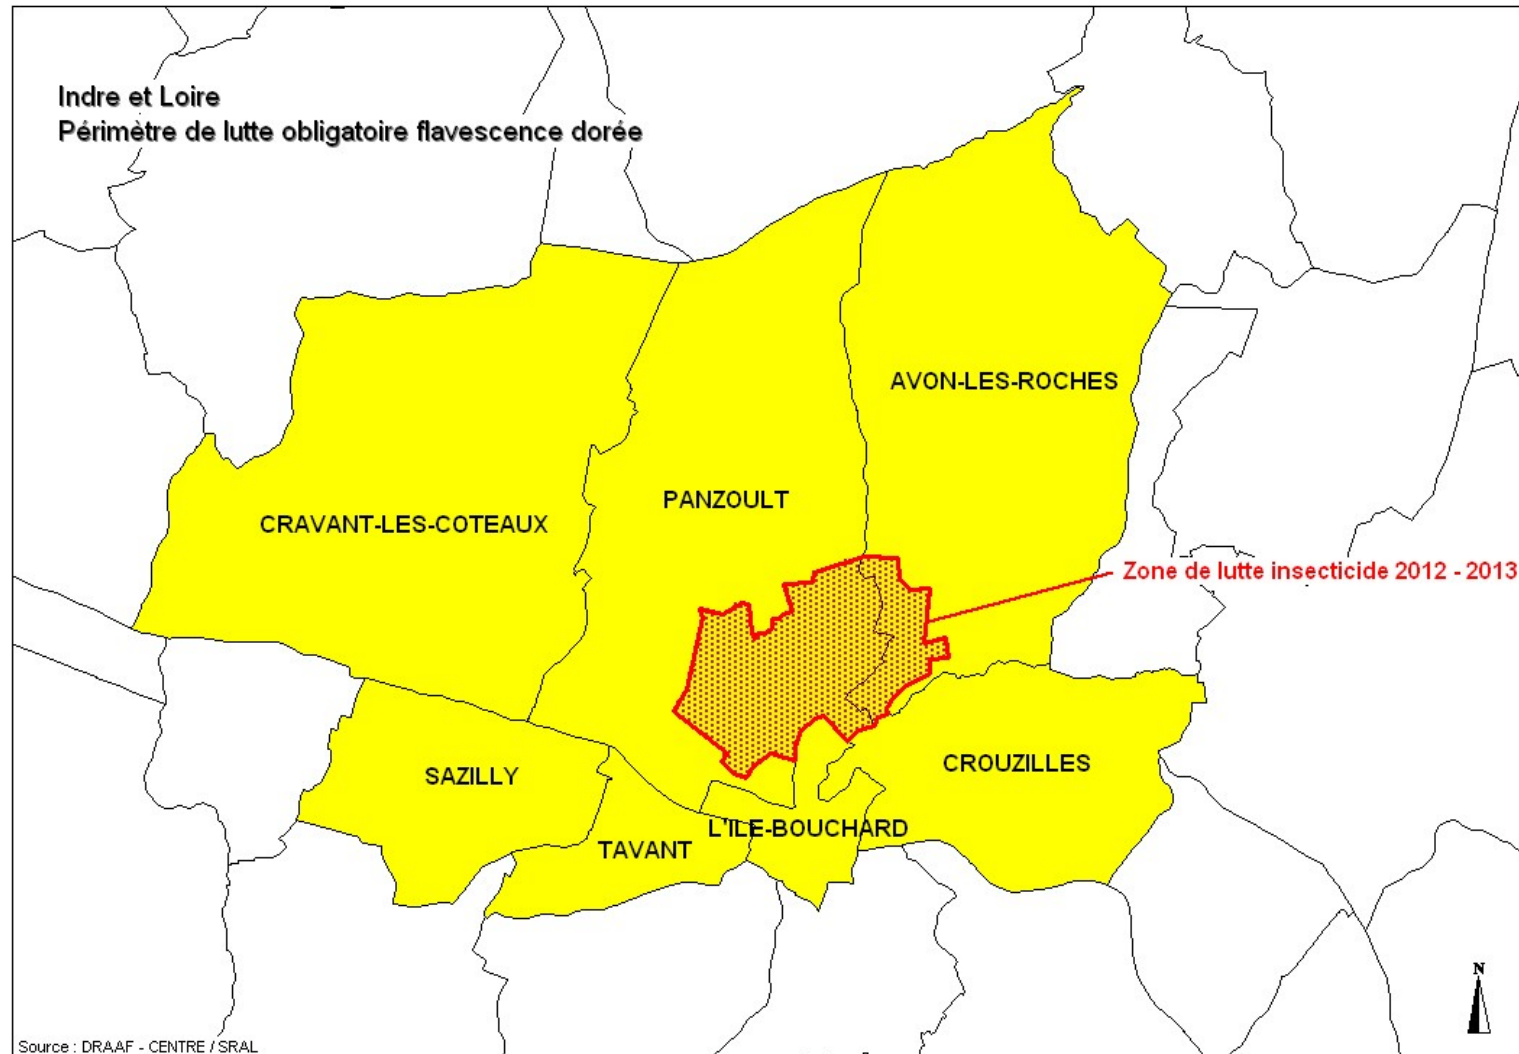 Indre et Loire
Périmètre de lutte obligatoire flavescence dorée
AVON-LES-ROCHES
PANZOULT
CRAVANT-LES-COTEAUX
Zone de lutte insecticide 2012 - 2013
CROUZILLES
SAZILLY
L'ILE-BOUCHARD
TAVANT
N
Source : DRAAF - CENTRE / SRAL